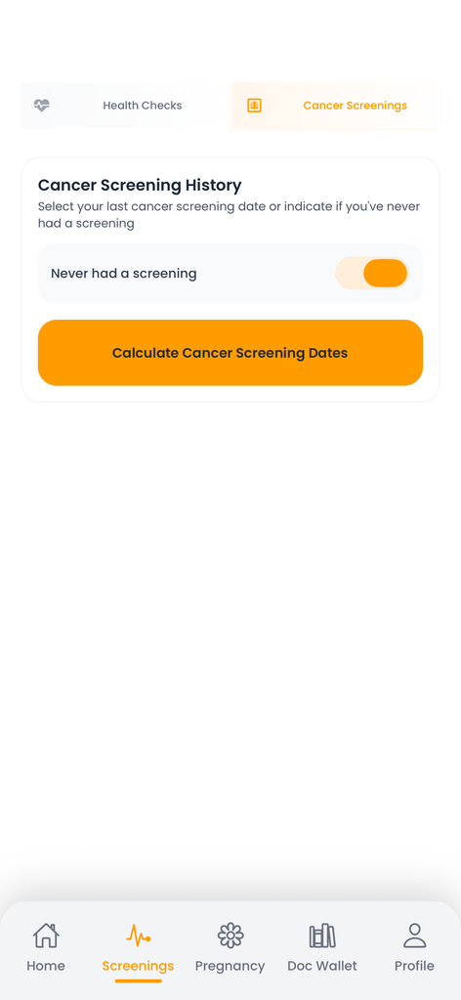 Health Checks
Cancer Screenings
Cancer Screening History
Select your last cancer screening date or indicate if you've never
had a screening
Never had a screening
Calculate Cancer Screening Dates
Home
Screenings
Pregnancy
Doc Wallet
Profile